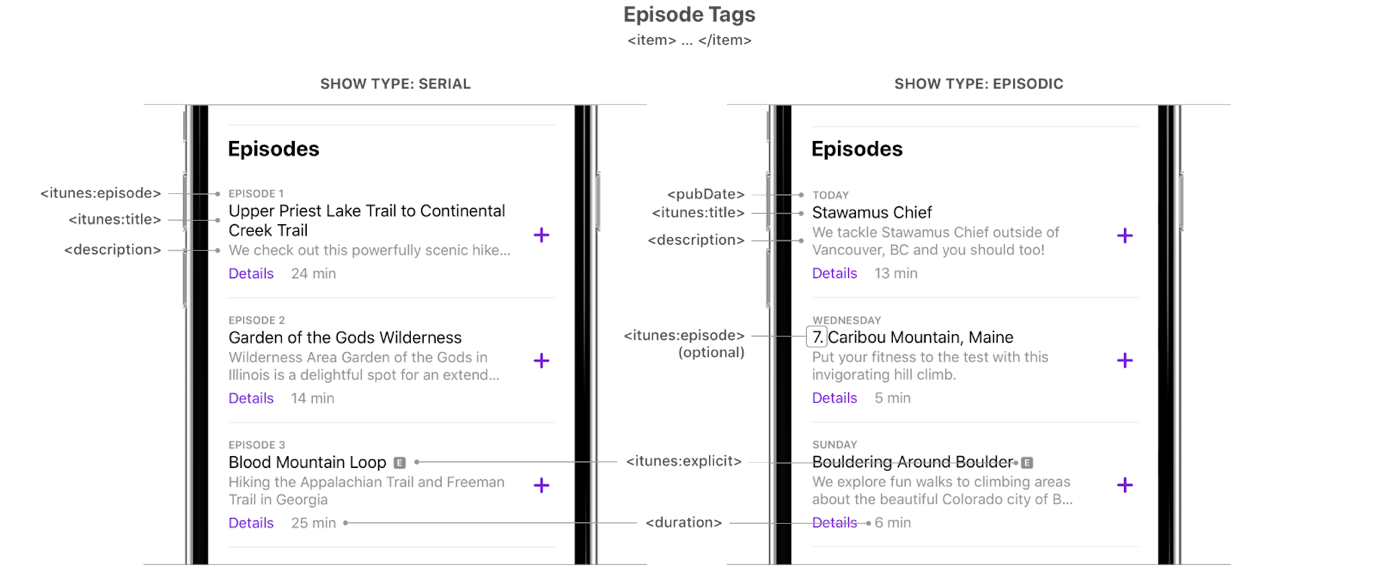 Episode Tags
<item> ... </item>
SHOW TYPE: SERIAL
Episodes
<itunes:episode>
EPISODE 1
<itunes:title>
Upper Priest Lake Trail to Continental
Creek Trail
<description>
We check out this powerfully scenic hike...
Details 24 min
EPISODE 2
Garden of the Gods Wilderness
Wilderness Area Garden of the Gods in
Illinois is a delightful spot for an extend...
Details 14 min
EPISODE 3
Blood Mountain Loop E
Hiking the Appalachian Trail and Freeman
Trail in Georgia
Details 25 min
SHOW TYPE: EPISODIC
Episodes
<pubDate>
TODAY
<itunes:title>
Stawamus Chief
<description>
We tackle Stawamus Chief outside of
Vancouver, BC and you should too!
Details 13 min
WEDNESDAY
<itunes:episode>
(optional)
7. Caribou Mountain, Maine
Put your fitness to the test with this
invigorating hill climb.
Details 5 min
SUNDAY
<itunes:explicit>
Bouldering Around Boulder E
We explore fun walks to climbing areas
about the beautiful Colorado city of B...
<duration>
Details 6 min